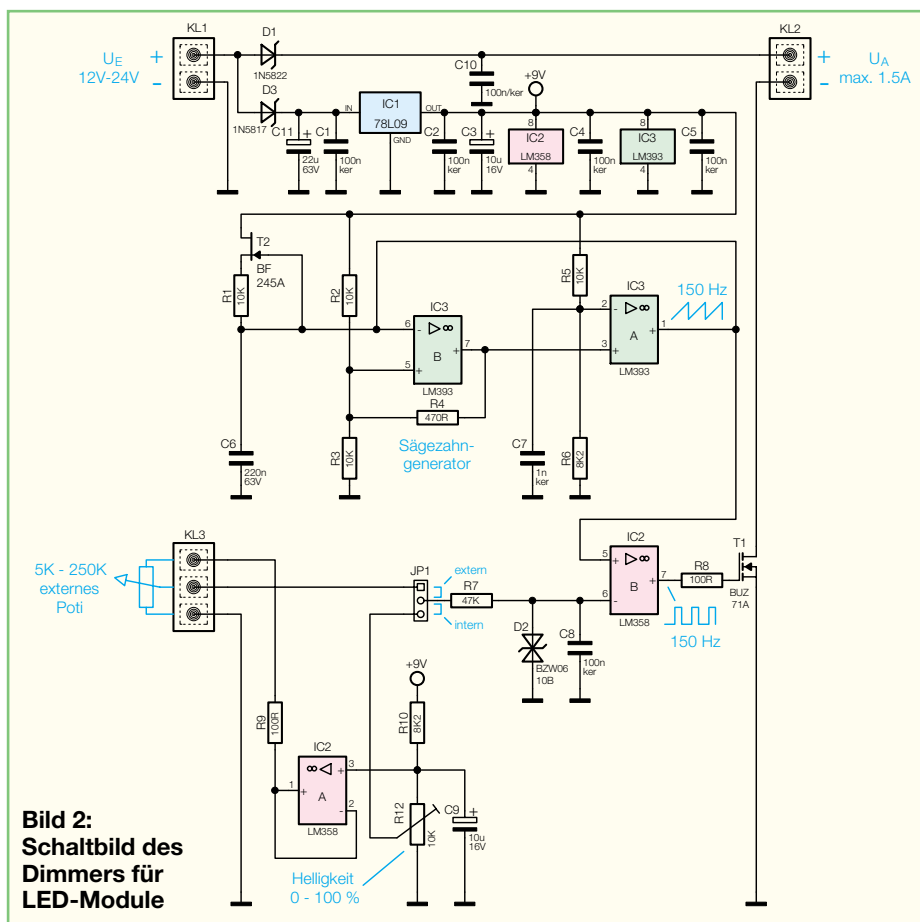 KL1
D1
KL2
UE
+
12V-24V
-
1N5822
C10
100n/ker
+9V
+
UA
-
max. 1.5A
D3
1N5817
IN
IC1
78L09
OUT
GND
C11
+
22u
63V
C1
100n
ker
C2
100n
ker
C3
+
10u
16V
8
IC2
LM358
4
C4
100n
ker
8
IC3
LM393
4
C5
100n
ker
T2
BF
245A
R1
10K
R2
10K
R5
10K
IC3
6
-
▷∞
B
+
7
5
+
LM393
R4
470R
IC3
2
-
▷∞
A
+
1
3
+
LM393
150 Hz
Sägezahn-
generator
C6
220n
63V
R3
10K
C7
1n
ker
R6
8K2
KL3
5K - 250K
externes
Poti
JP1
extern
intern
R7
47K
D2
BZW06
10B
C8
100n
ker
IC2
5
+
▷∞
B
+
7
6
-
LM358
R8
100R
T1
BUZ
71A
150 Hz
+9V
R10
8K2
R9
100R
IC2
∞◁
+
3
1
+
A
-
2
LM358
R12
10K
C9
+
10u
16V
Helligkeit
0 - 100 %
Bild 2:
Schaltbild des
Dimmers für
LED-Module